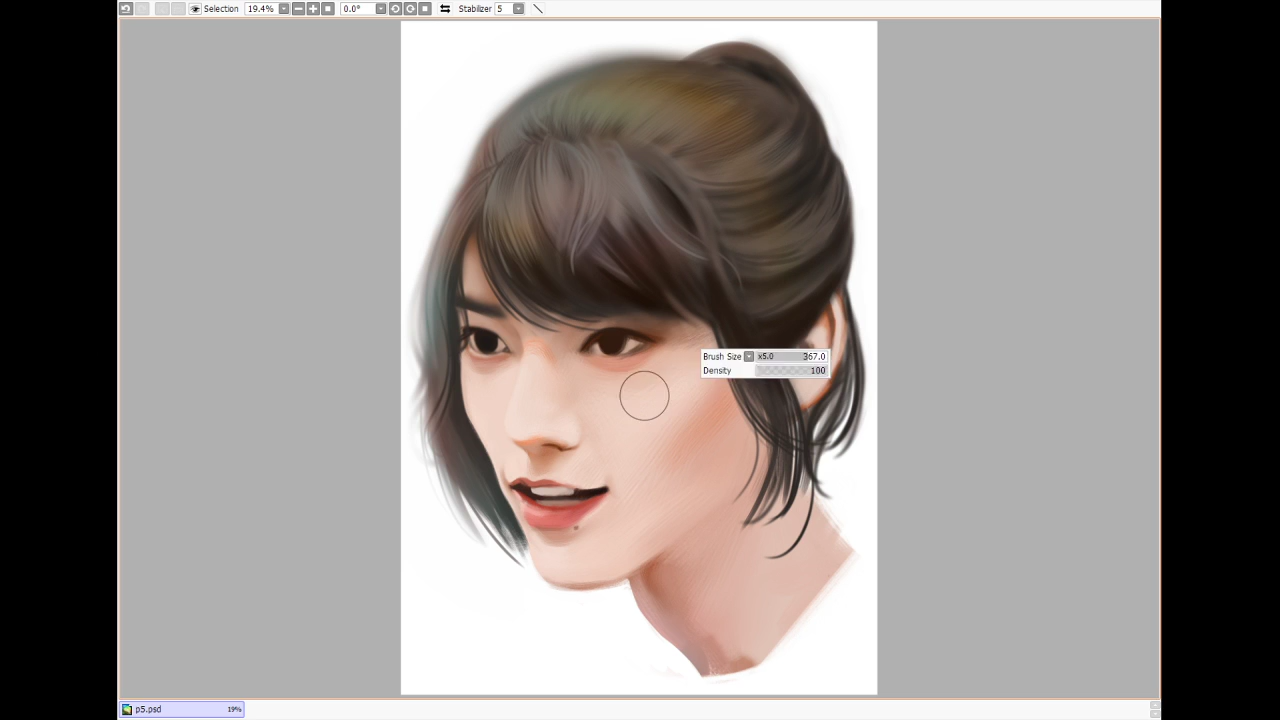 Selection 19.4% 0.0° Stabilizer 5
Brush Size x5.0 367.0
Density 100
p5.psd 19%